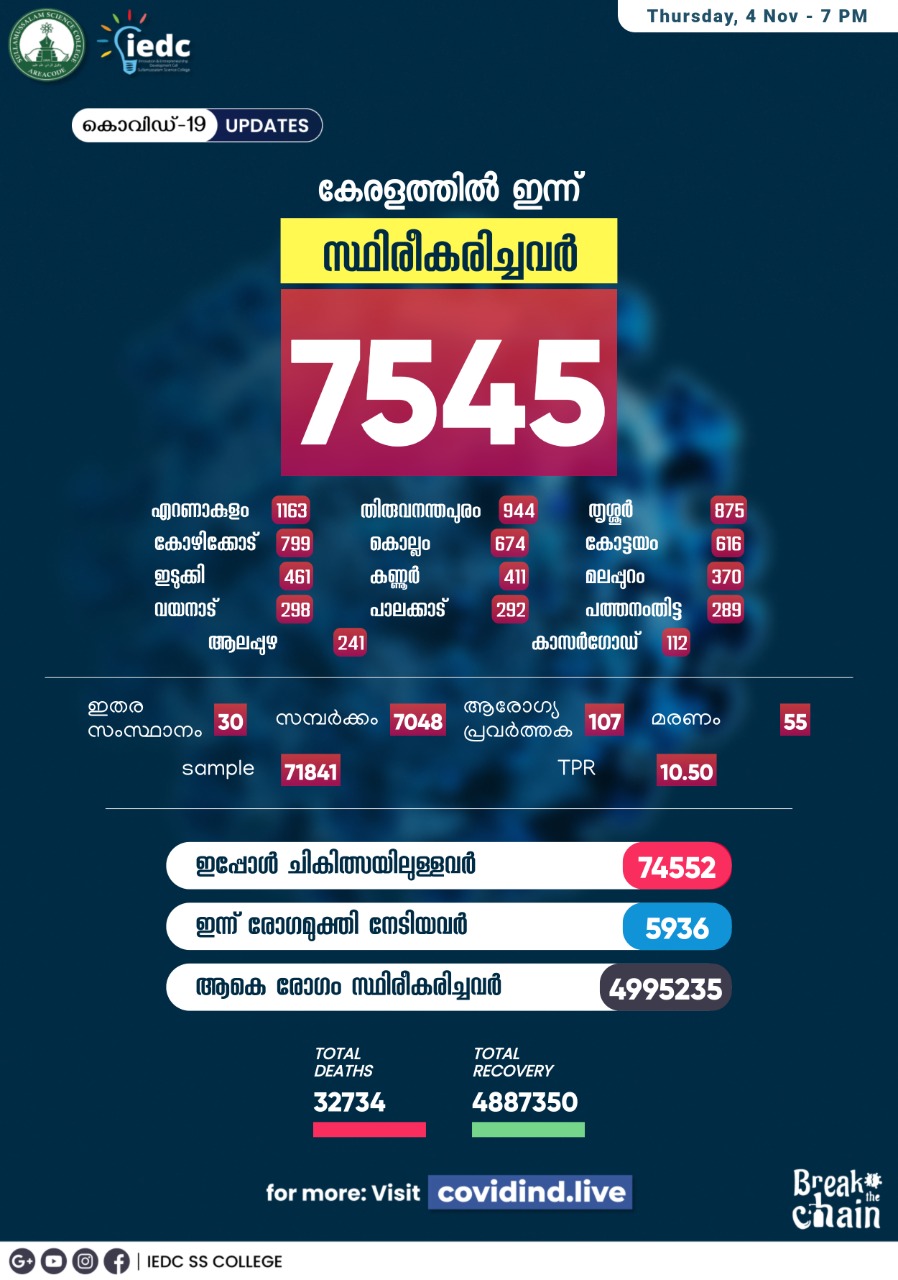 Thursday, 4 Nov - 7 PM
SULLAMUSSALAM SCIENCE COLLEGE
AREACODE
iedc
കൊവിഡ്-19 UPDATES
കേരളത്തിൽ ഇന്ന്
സ്ഥിരീകരിച്ചവർ
7545
എറണാകുളം 1163 തിരുവനന്തപുരം 944 തൃശ്ശൂർ 875
കോഴിക്കോട് 799 കൊല്ലം 674 കോട്ടയം 616
ഇടുക്കി 461 കണ്ണൂർ 411 മലപ്പുറം 370
വയനാട് 298 പാലക്കാട് 292 പത്തനംതിട്ട 289
ആലപ്പുഴ 241 കാസർഗോഡ് 112
ഇതര സംസ്ഥാനം 30 സമ്പർക്കം 7048 ആരോഗ്യ പ്രവർത്തക 107 മരണം 55
sample 71841 TPR 10.50
ഇപ്പോൾ ചികിത്സയിലുള്ളവർ 74552
ഇന്ന് രോഗമുക്തി നേടിയവർ 5936
ആകെ രോഗം സ്ഥിരീകരിച്ചവർ 4995235
TOTAL DEATHS
32734
TOTAL RECOVERY
4887350
for more: Visit covidind.live
Break the chain
IEDC SS COLLEGE